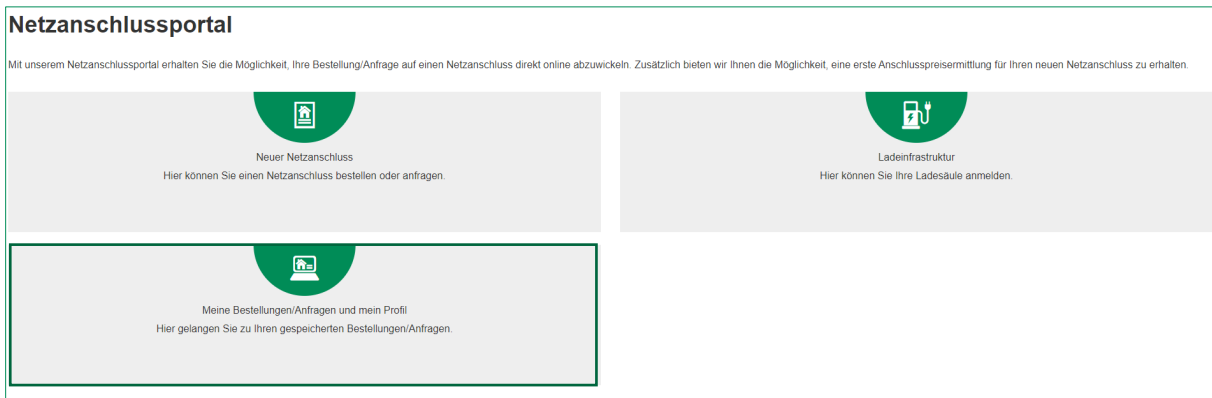 Netzanschlussportal
Mit unserem Netzanschlussportal erhalten Sie die Möglichkeit, Ihre Bestellung/Anfrage auf einen Netzanschluss direkt online abzuwickeln. Zusätzlich bieten wir Ihnen die Möglichkeit, eine erste Anschlusspreisermittlung für Ihren neuen Netzanschluss zu erhalten.
Neuer Netzanschluss
Hier können Sie einen Netzanschluss bestellen oder anfragen.
Ladeinfrastruktur
Hier können Sie Ihre Ladesäule anmelden.
Meine Bestellungen/Anfragen und mein Profil
Hier gelangen Sie zu Ihren gespeicherten Bestellungen/Anfragen.